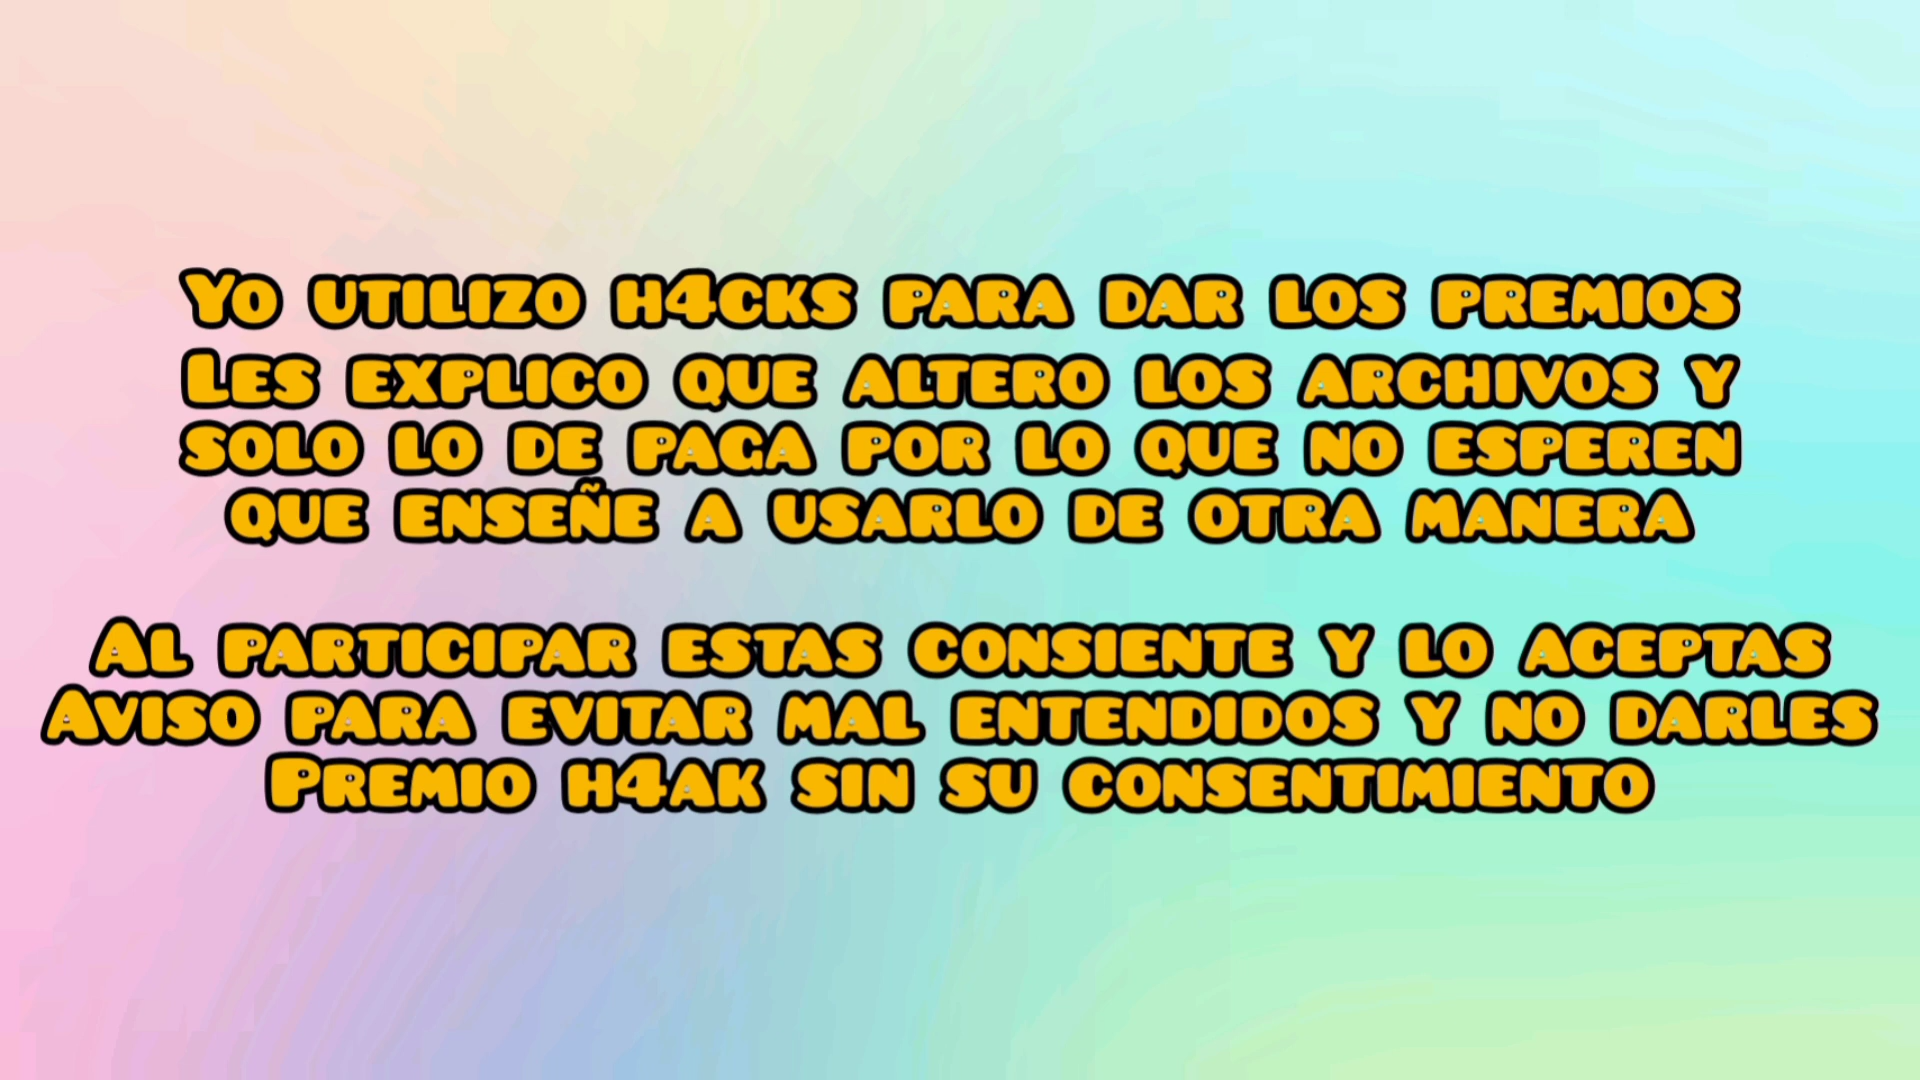 Yo utilizo h4cks para dar los premios
Les explico que altero los archivos y
solo lo de paga por lo que no esperen
que enseñe a usarlo de otra manera
Al participar estas consiente y lo aceptas
Aviso para evitar mal entendidos y no darles
Premio h4ak sin su consentimiento